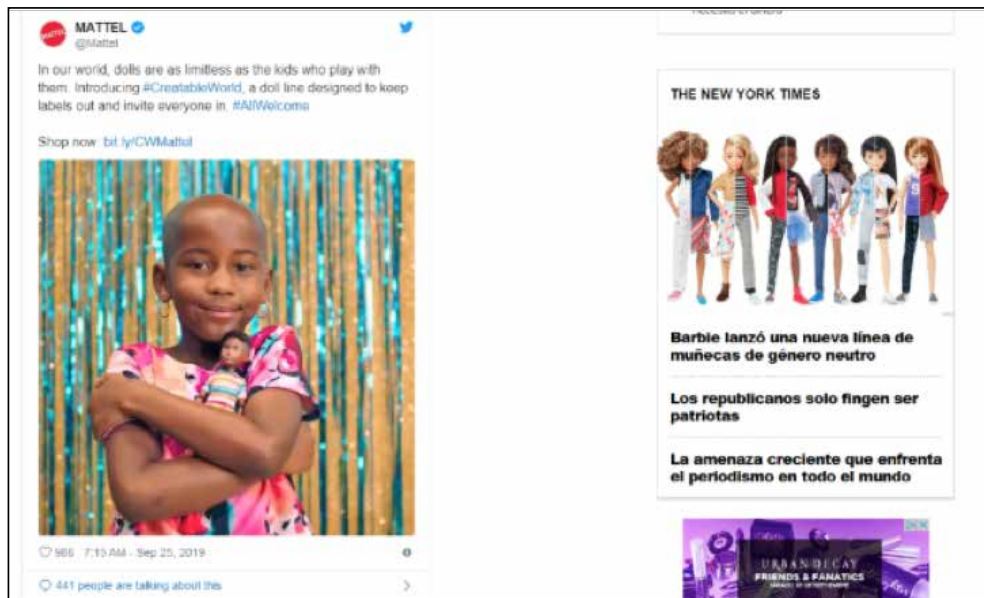 MATTEL
@Mattel
In our world, dolls are as limitless as the kids who play with
them. Introducing #CreatableWorld, a doll line designed to keep
labels out and invite everyone in. #AllWelcome
Shop now: bit.ly/CWMattel
986 7:15 AM - Sep 25, 2019
441 people are talking about this
THE NEW YORK TIMES
Barbie lanzó una nueva línea de
muñecas de género neutro
Los republicanos solo fingen ser
patriotas
La amenaza creciente que enfrenta
el periodismo en todo el mundo
URBAN DECAY
FRIENDS & FANATICS